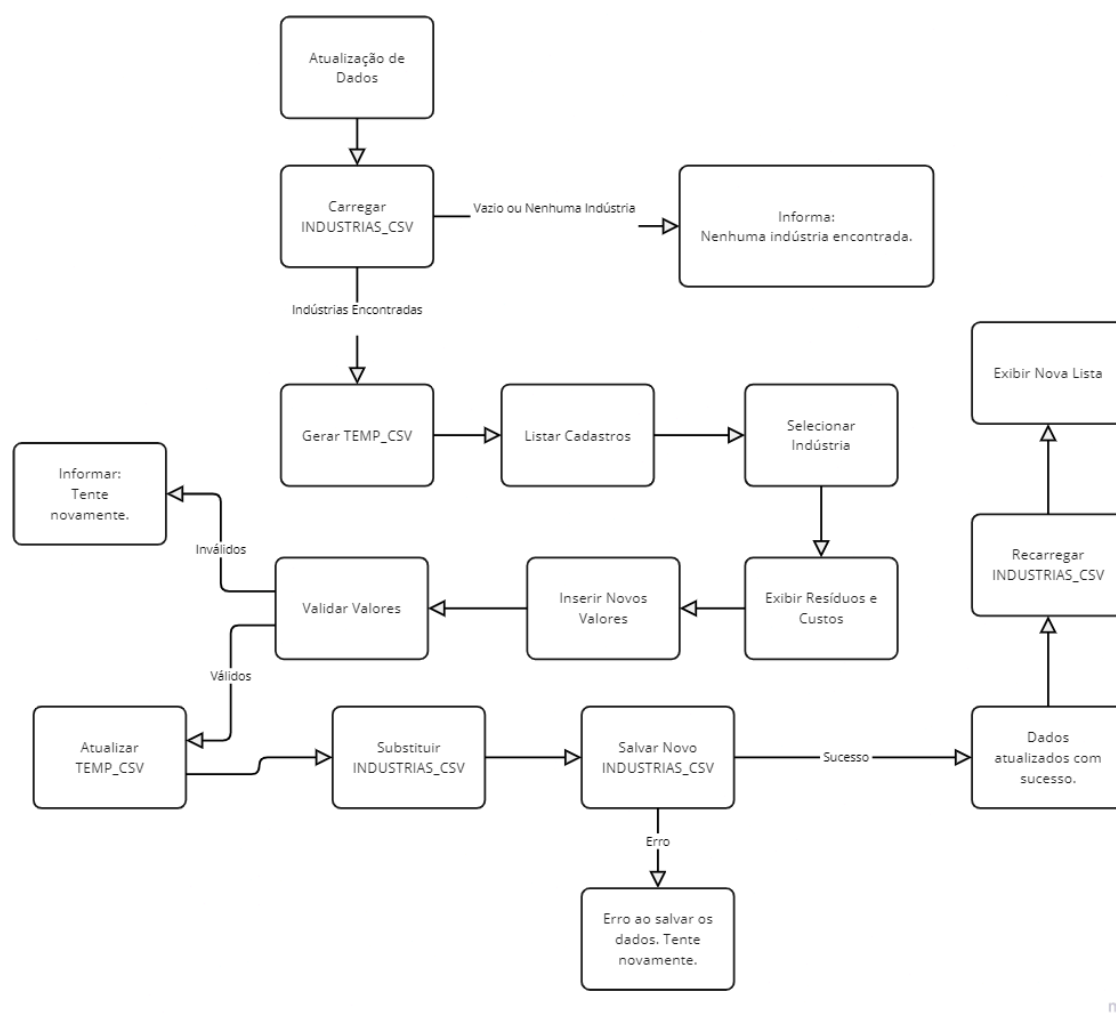 Atualização de
Dados
Carregar
INDUSTRIAS_CSV
Vazio ou Nenhuma Indústria
Informa:
Nenhuma indústria encontrada.
Indústrias Encontradas
Gerar TEMP_CSV
Listar Cadastros
Selecionar
Indústria
Exibir Nova Lista
Informar:
Tente
novamente.
Inválidos
Validar Valores
Inserir Novos
Valores
Exibir Resíduos e
Custos
Recarregar
INDUSTRIAS_CSV
Válidos
Atualizar
TEMP_CSV
Substituir
INDUSTRIAS_CSV
Salvar Novo
INDUSTRIAS_CSV
Sucesso
Dados
atualizados com
sucesso.
Erro
Erro ao salvar os
dados. Tente
novamente.